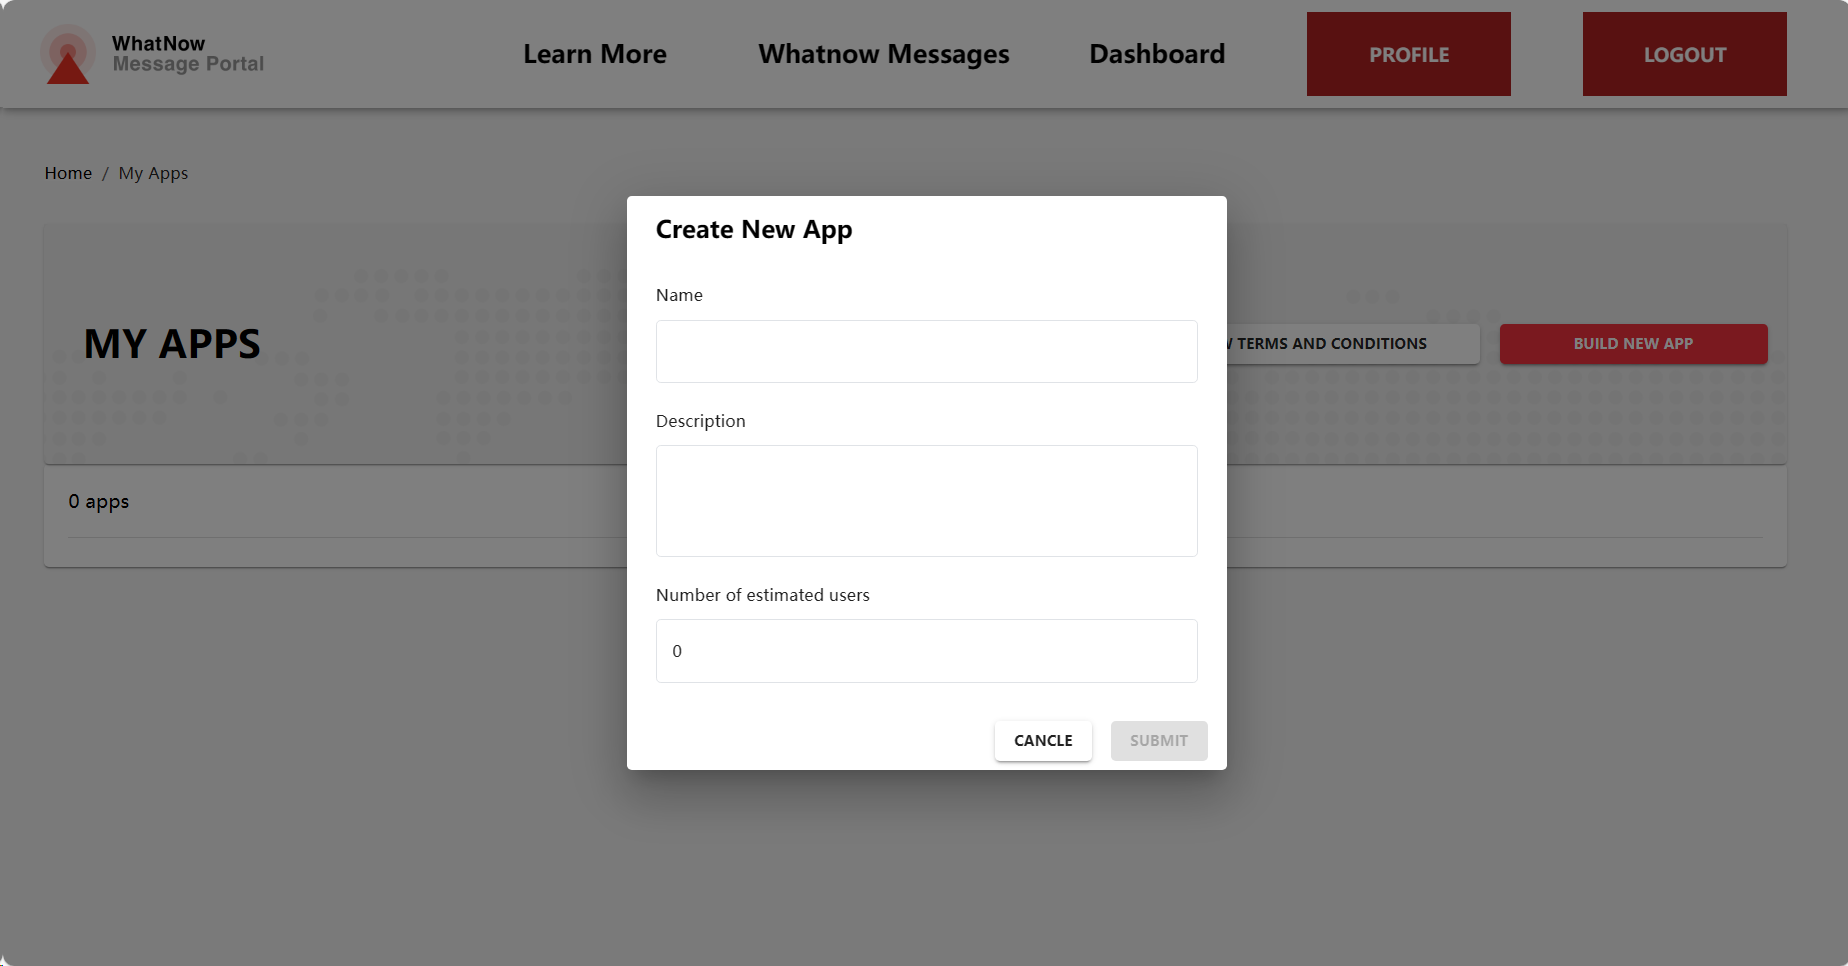 WhatNow
Message Portal
Learn More
Whatnow Messages
Dashboard
PROFILE
LOGOUT
Home / My Apps
MY APPS
TERMS AND CONDITIONS
BUILD NEW APP
0 apps
Create New App
Name
Description
Number of estimated users
0
CANCLE
SUBMIT